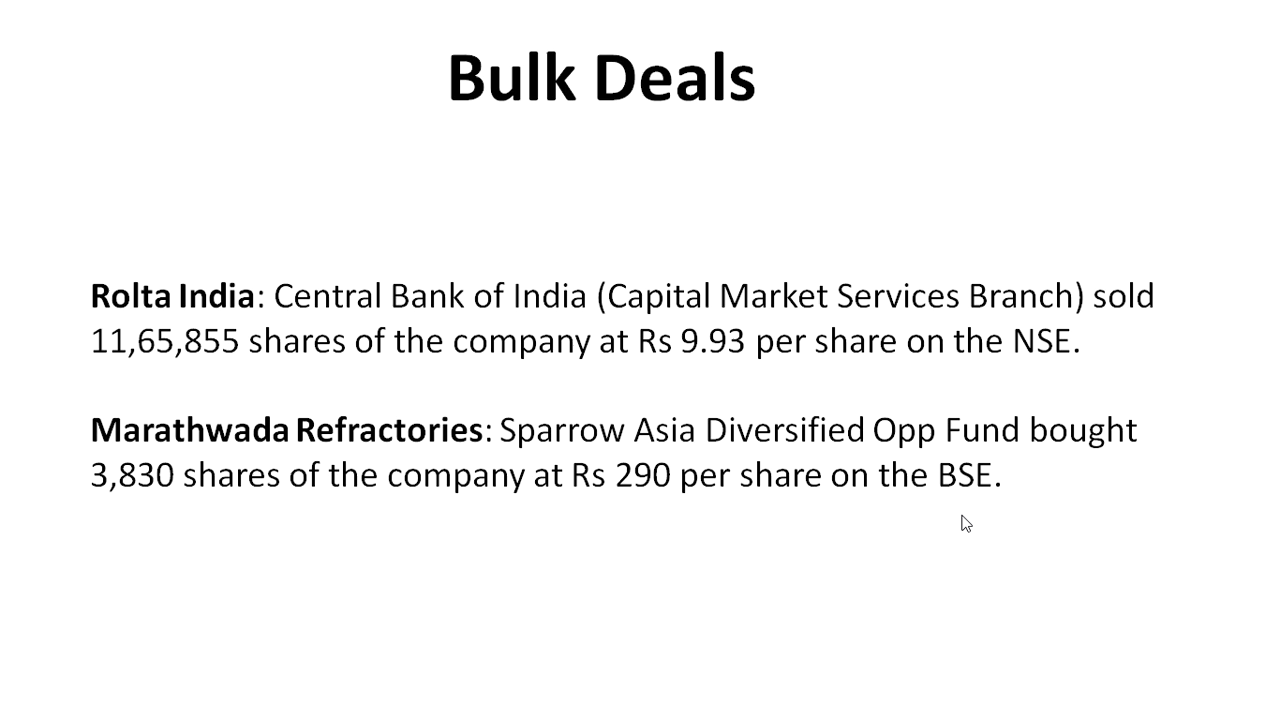 Bulk Deals
Rolta India: Central Bank of India (Capital Market Services Branch) sold
11,65,855 shares of the company at Rs 9.93 per share on the NSE.
Marathwada Refractories: Sparrow Asia Diversified Opp Fund bought
3,830 shares of the company at Rs 290 per share on the BSE.